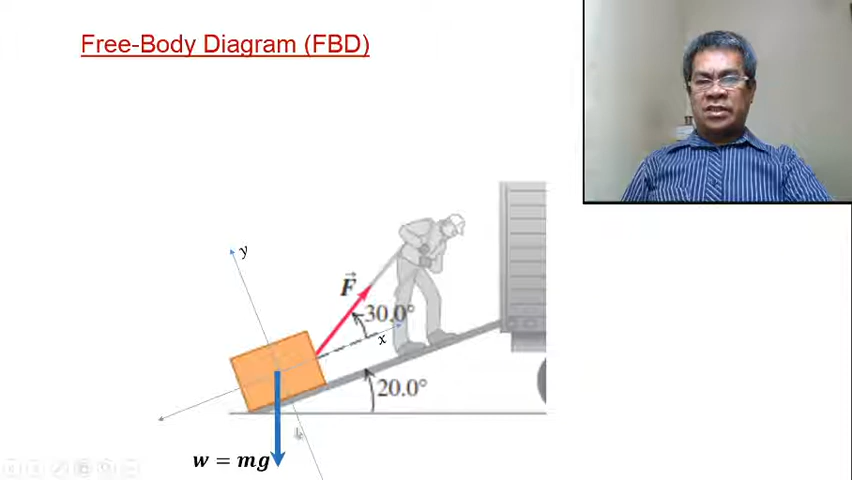 Free-Body Diagram (FBD)
y
F⃗
30.0°
x
20.0°
w = mg